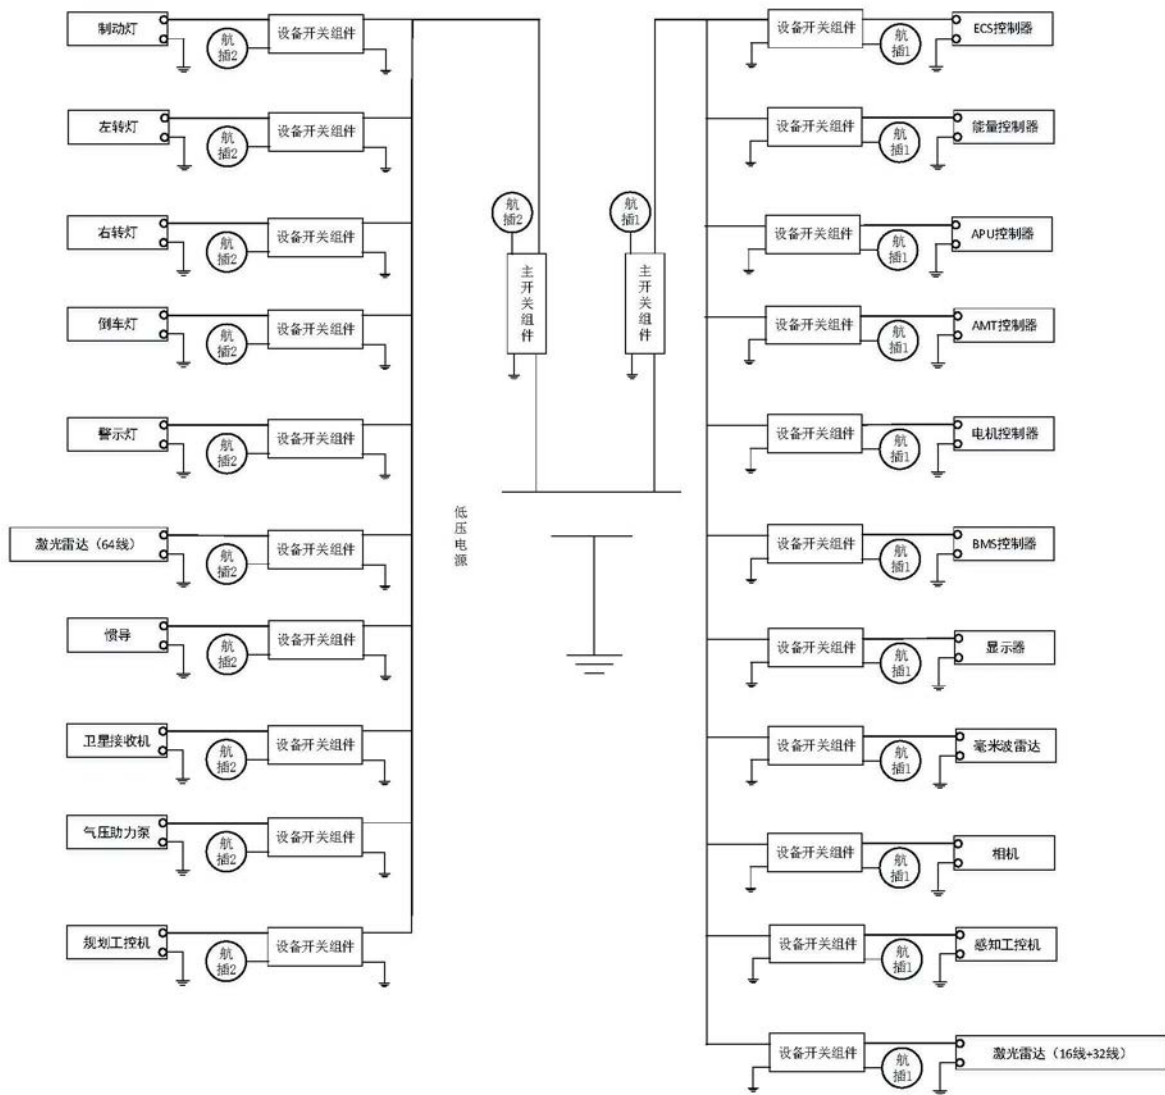 制动灯
航
插2
设备开关组件
左转灯
航
插2
设备开关组件
右转灯
航
插2
设备开关组件
倒车灯
航
插2
设备开关组件
警示灯
航
插2
设备开关组件
激光雷达（64线）
航
插2
设备开关组件
惯导
航
插2
设备开关组件
卫星接收机
航
插2
设备开关组件
气压助力泵
航
插2
设备开关组件
规划工控机
航
插2
设备开关组件
航
插2
主开关组件
航
插1
主开关组件
低压电源
设备开关组件
航
插1
ECS控制器
设备开关组件
航
插1
能量控制器
设备开关组件
航
插1
APU控制器
设备开关组件
航
插1
AMT控制器
设备开关组件
航
插1
电机控制器
设备开关组件
航
插1
BMS控制器
设备开关组件
航
插1
显示器
设备开关组件
航
插1
毫米波雷达
设备开关组件
航
插1
相机
设备开关组件
航
插1
感知工控机
设备开关组件
航
插1
激光雷达（16线+32线）